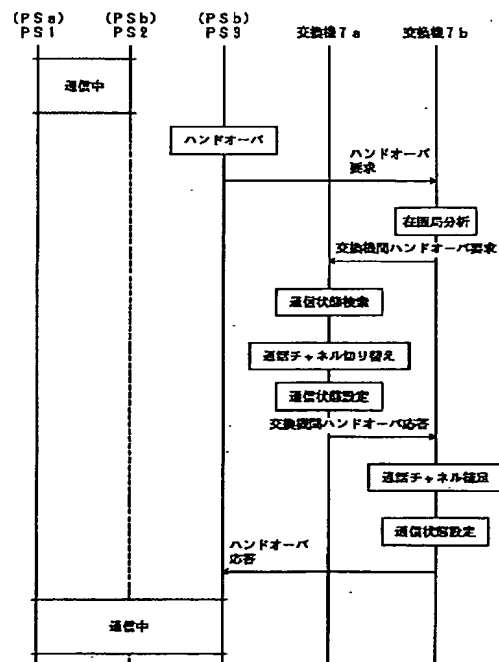 (PSa) (PSb) (PSb)
PS1 PS2 PS3 交換機7a 交換機7b
通信中
ハンドオーバ
ハンドオーバ
要求
在圏局分析
交換機間ハンドオーバ要求
通信状態検索
通話チャネル切り替え
通信状態設定
交換機間ハンドオーバ応答
通話チャネル捕捉
通信状態設定
ハンドオーバ
応答
通信中